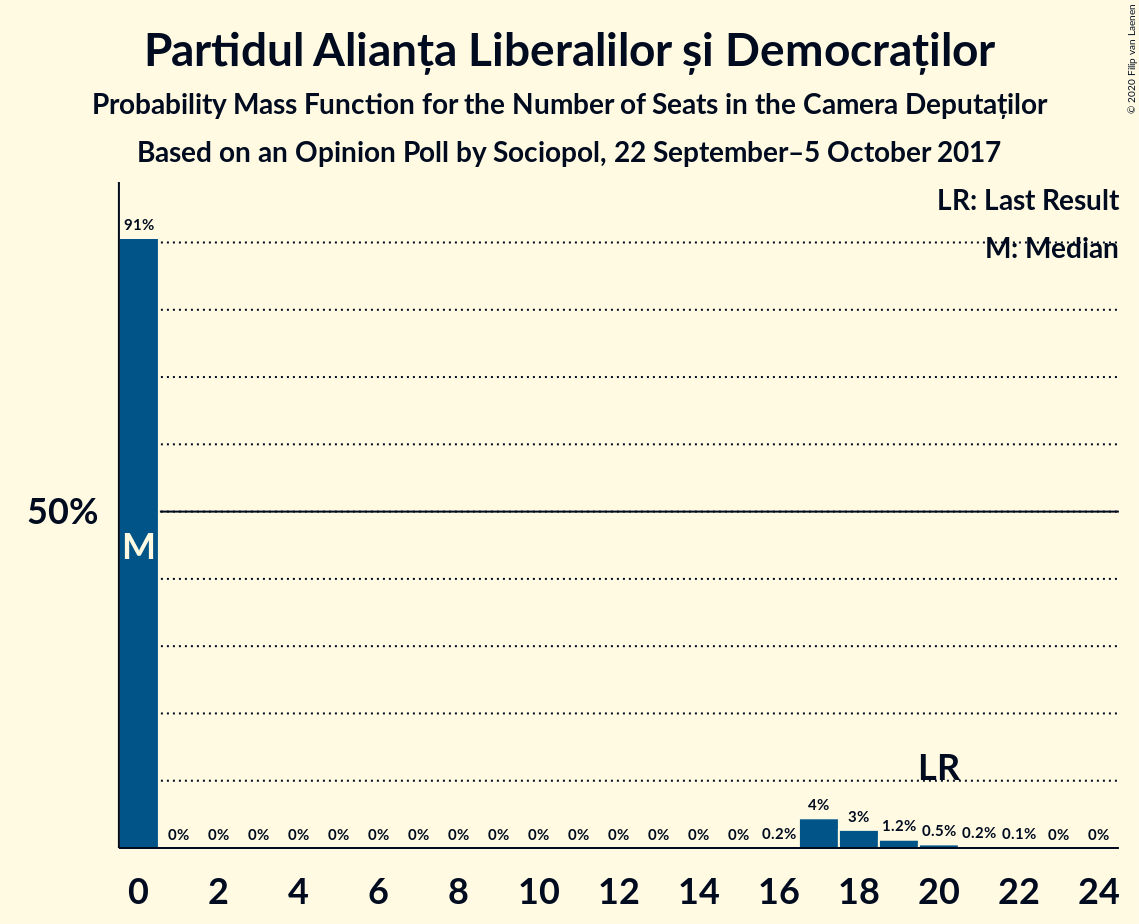 Partidul Alianța Liberalilor și Democraților
Probability Mass Function for the Number of Seats in the Camera Deputaților
Based on an Opinion Poll by Sociopol, 22 September–5 October 2017
© 2020 Filip van Laenen
LR: Last Result
M: Median
91%
50%
M
LR
0% 0% 0% 0% 0% 0% 0% 0% 0% 0% 0% 0% 0% 0% 0% 0.2% 4% 3% 1.2% 0.5% 0.2% 0.1% 0% 0%
0 2 4 6 8 10 12 14 16 18 20 22 24